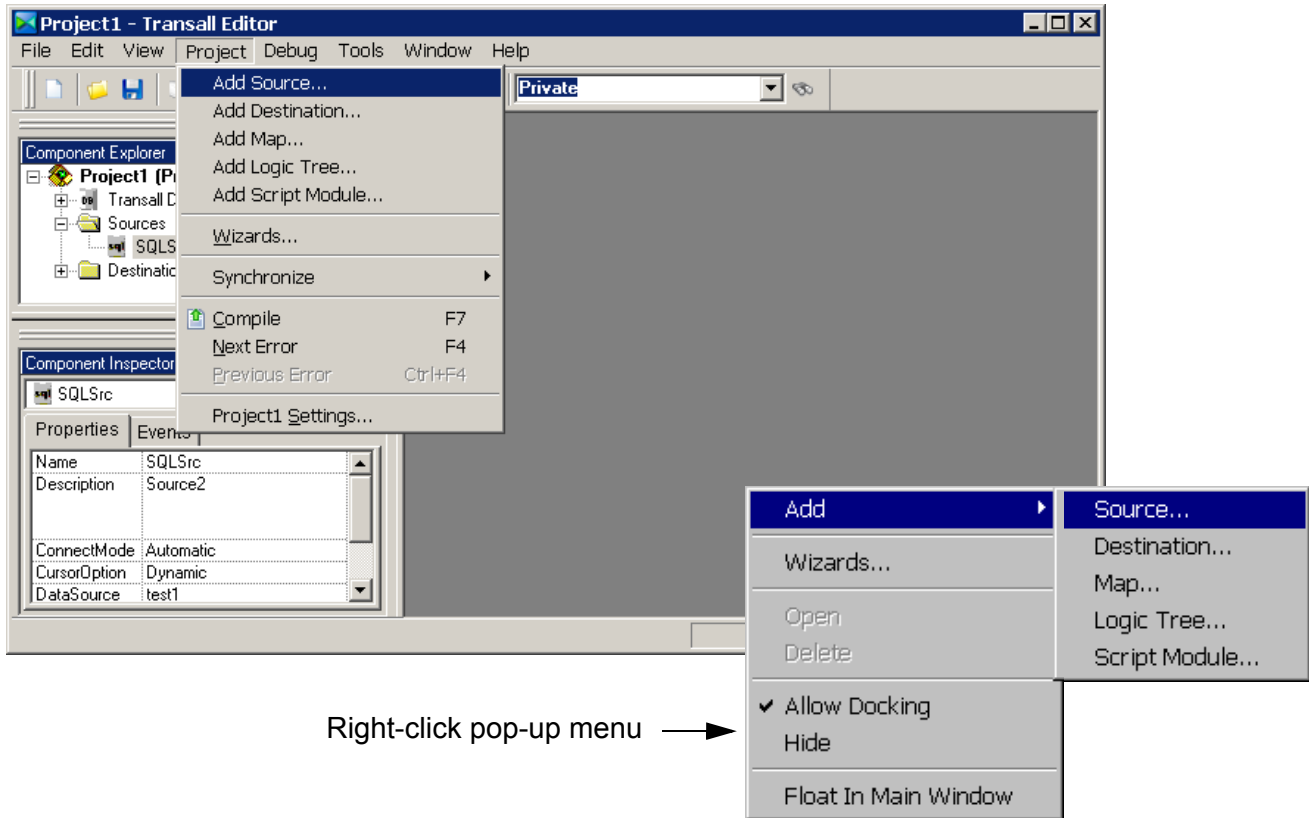 Project1 - Transall Editor
File Edit View Project Debug Tools Window Help
Private
Add Source...
Add Destination...
Add Map...
Add Logic Tree...
Add Script Module...
Wizards...
Synchronize
Compile F7
Next Error F4
Previous Error Ctrl+F4
Project1 Settings...
Component Explorer
Project1
DB Transall
Sources
sql SQLS
Component Inspector
sql SQLSrc
Properties Events
Name SQLSrc
Description Source2
ConnectMode Automatic
CursorOption Dynamic
DataSource test1
Add
Wizards...
Open
Delete
Allow Docking
Hide
Float In Main Window
Source...
Destination...
Map...
Logic Tree...
Script Module...
Right-click pop-up menu